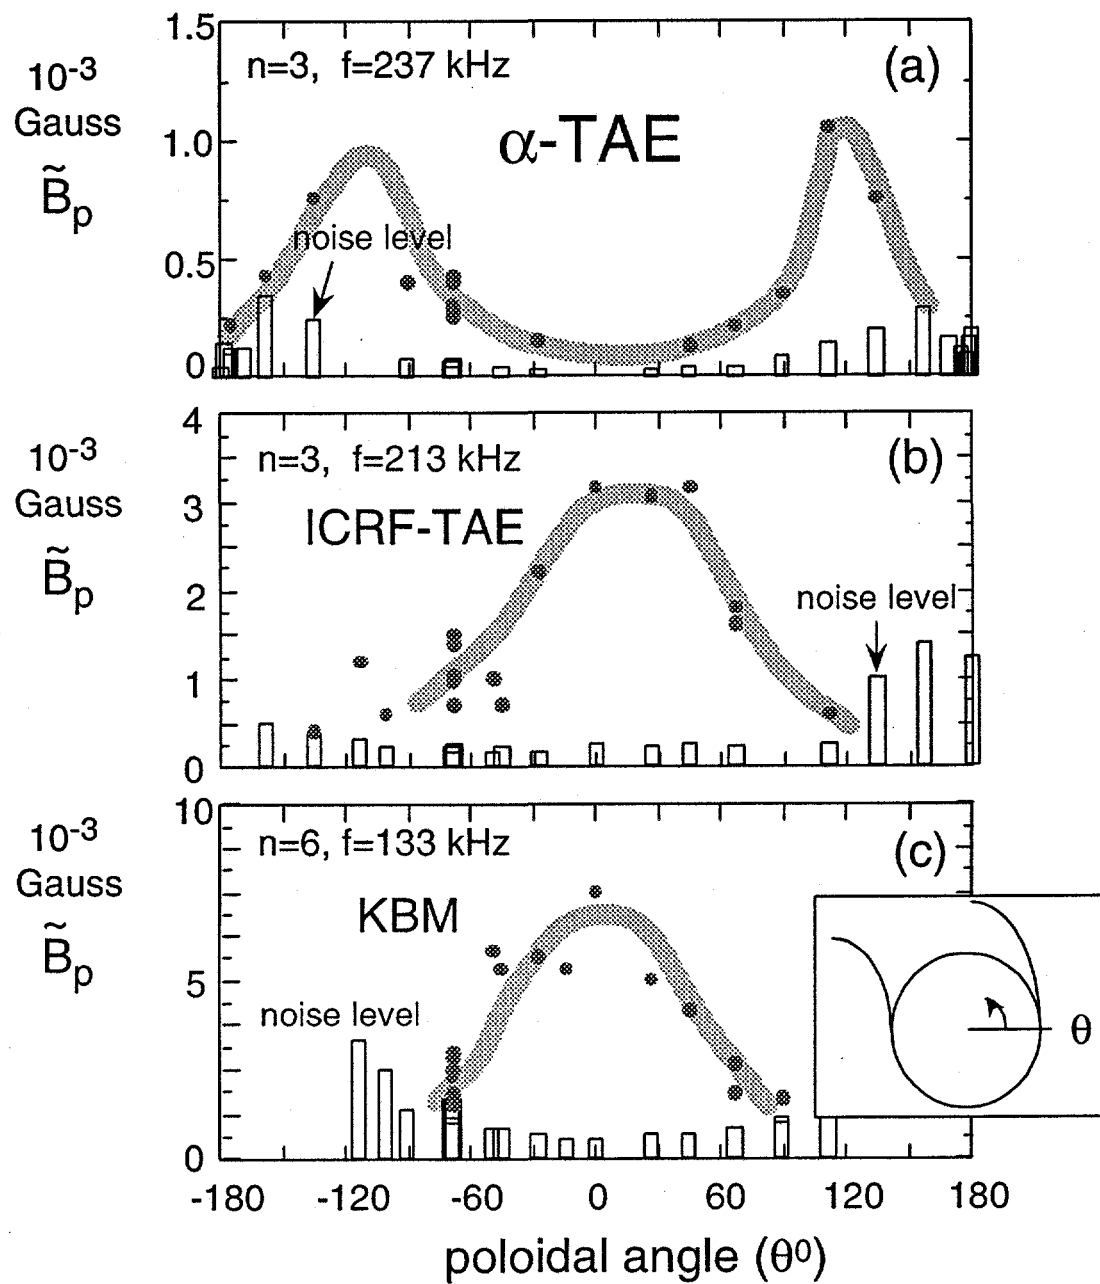 1.5
10⁻³
Gauss
B̃p
n=3, f=237 kHz
(a)
α-TAE
1.0
noise level
0.5
0
4
10⁻³
Gauss
B̃p
n=3, f=213 kHz
(b)
3
ICRF-TAE
2
noise level
1
0
10
10⁻³
Gauss
B̃p
n=6, f=133 kHz
(c)
KBM
5
noise level
θ
0
-180 -120 -60 0 60 120 180
poloidal angle (θ⁰)